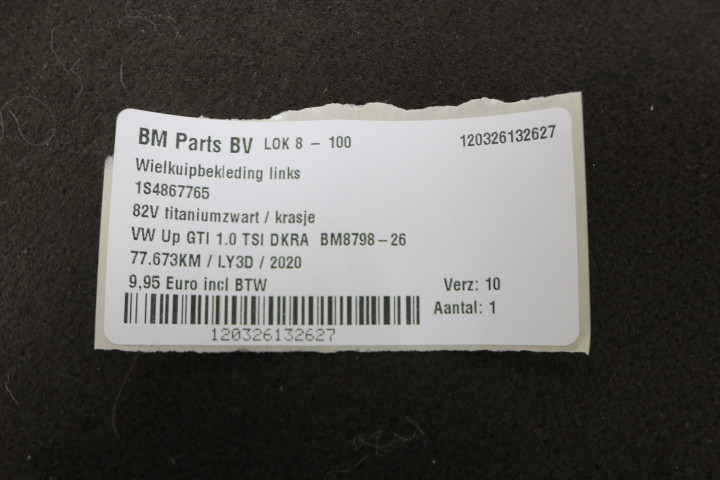 BM Parts BV LOK 8 - 100 120326132627
Wielkuipbekleding links
1S4867765
82V titaniumzwart / krasje
VW Up GTI 1.0 TSI DKRA BM8798-26
77.673KM / LY3D / 2020
9,95 Euro incl BTW Verz: 10
Aantal: 1
120326132627